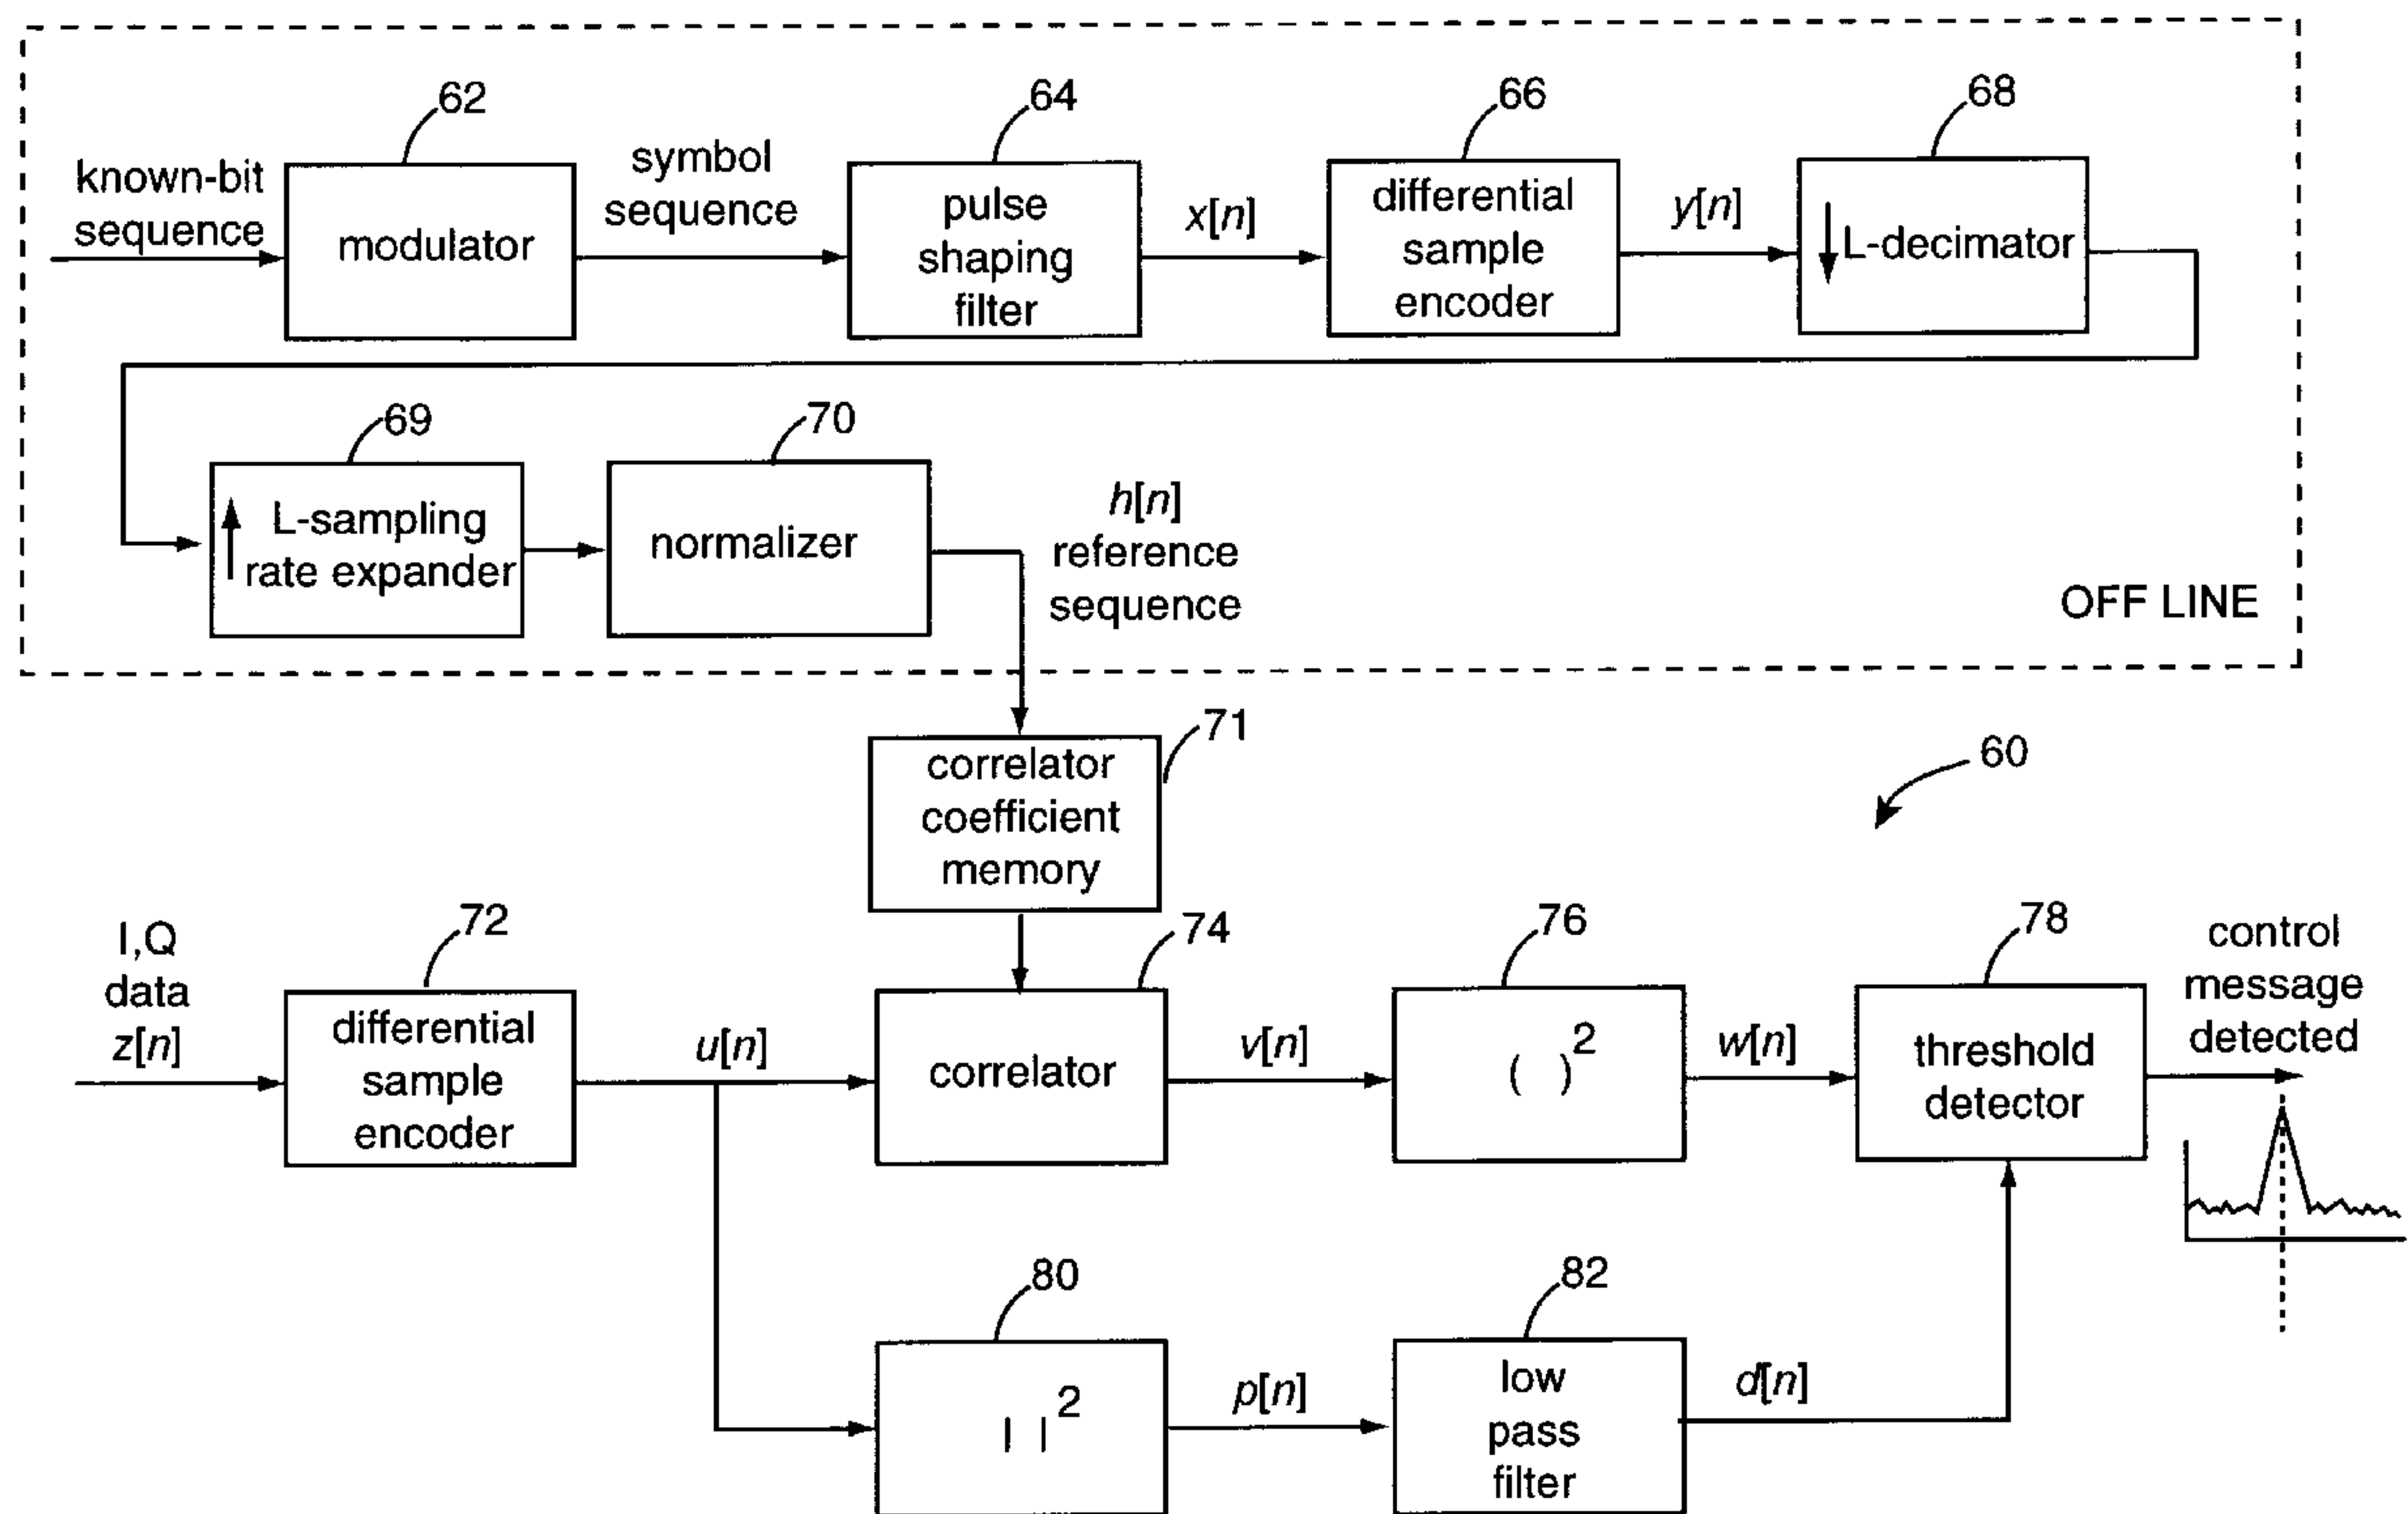 62
64
66
68
known-bit
sequence
modulator
symbol
sequence
pulse
shaping
filter
x[n]
differential
sample
encoder
y[n]
L-decimator
69
70
L-sampling
rate expander
normalizer
h[n]
reference
sequence
OFF LINE
71
correlator
coefficient
memory
60
I,Q
data
z[n]
72
differential
sample
encoder
u[n]
74
correlator
v[n]
76
( )2
w[n]
78
threshold
detector
control
message
detected
80
| |2
p[n]
82
low
pass
filter
d[n]